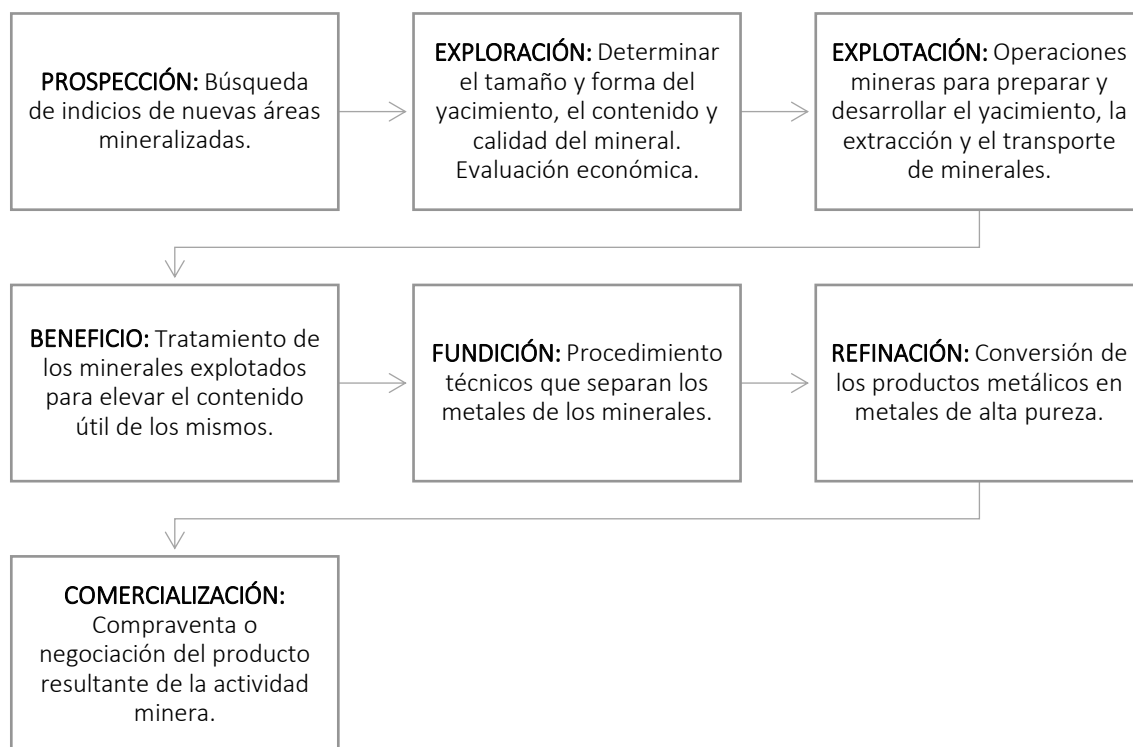 PROSPECCIÓN: Búsqueda
de indicios de nuevas áreas
mineralizadas.
EXPLORACIÓN: Determinar
el tamaño y forma del
yacimiento, el contenido y
calidad del mineral.
Evaluación económica.
EXPLOTACIÓN: Operaciones
mineras para preparar y
desarrollar el yacimiento, la
extracción y el transporte
de minerales.
BENEFICIO: Tratamiento de
los minerales explotados
para elevar el contenido
útil de los mismos.
FUNDICIÓN: Procedimiento
técnicos que separan los
metales de los minerales.
REFINACIÓN: Conversión de
los productos metálicos en
metales de alta pureza.
COMERCIALIZACIÓN:
Compraventa o
negociación del producto
resultante de la actividad
minera.